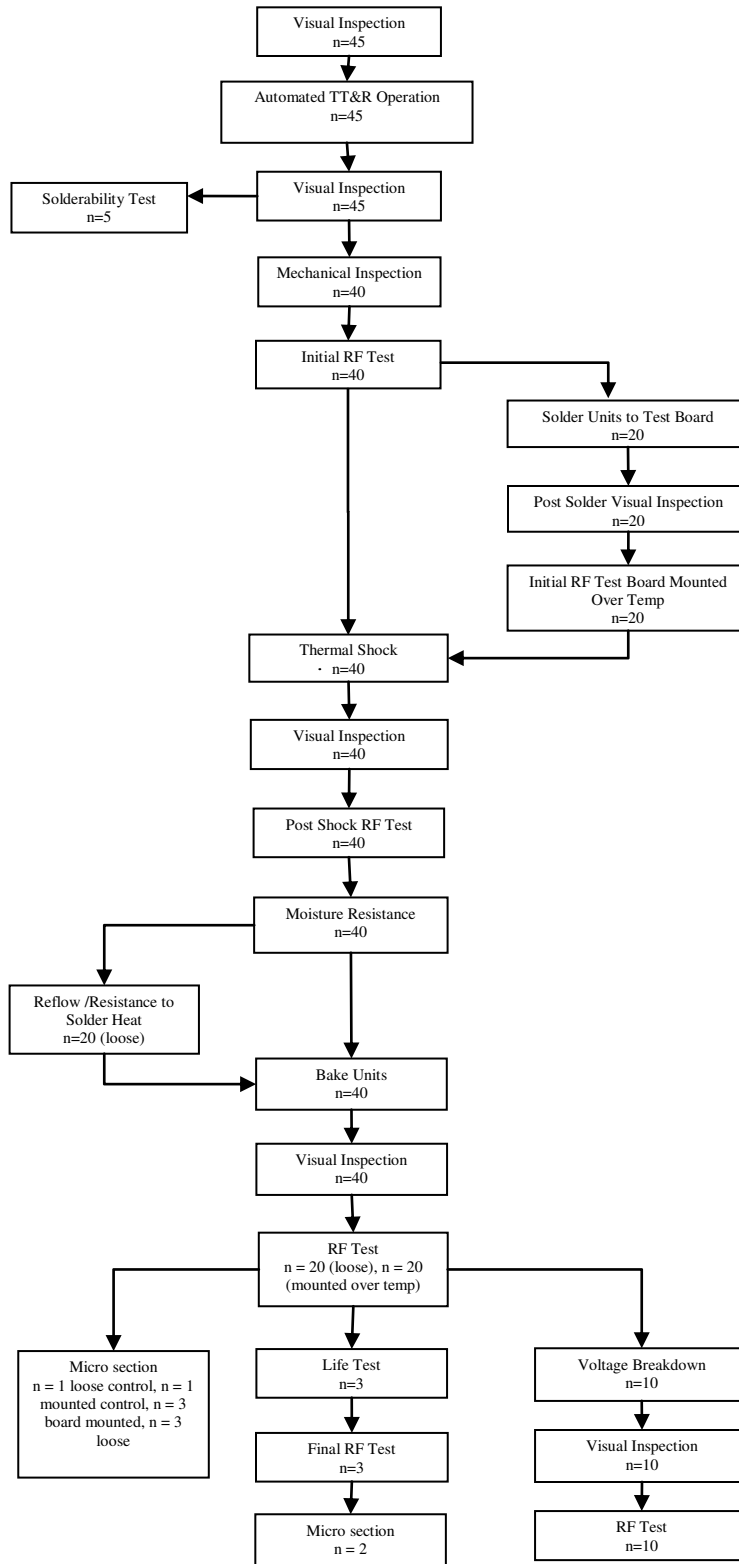 Visual Inspection
n=45
Automated TT&R Operation
n=45
Visual Inspection
n=45
Solderability Test
n=5
Mechanical Inspection
n=40
Initial RF Test
n=40
Solder Units to Test Board
n=20
Post Solder Visual Inspection
n=20
Initial RF Test Board Mounted
Over Temp
n=20
Thermal Shock
· n=40
Visual Inspection
n=40
Post Shock RF Test
n=40
Moisture Resistance
n=40
Reflow /Resistance to
Solder Heat
n=20 (loose)
Bake Units
n=40
Visual Inspection
n=40
RF Test
n = 20 (loose), n = 20
(mounted over temp)
Micro section
n = 1 loose control, n = 1
mounted control, n = 3
board mounted, n = 3
loose
Life Test
n=3
Final RF Test
n=3
Micro section
n = 2
Voltage Breakdown
n=10
Visual Inspection
n=10
RF Test
n=10